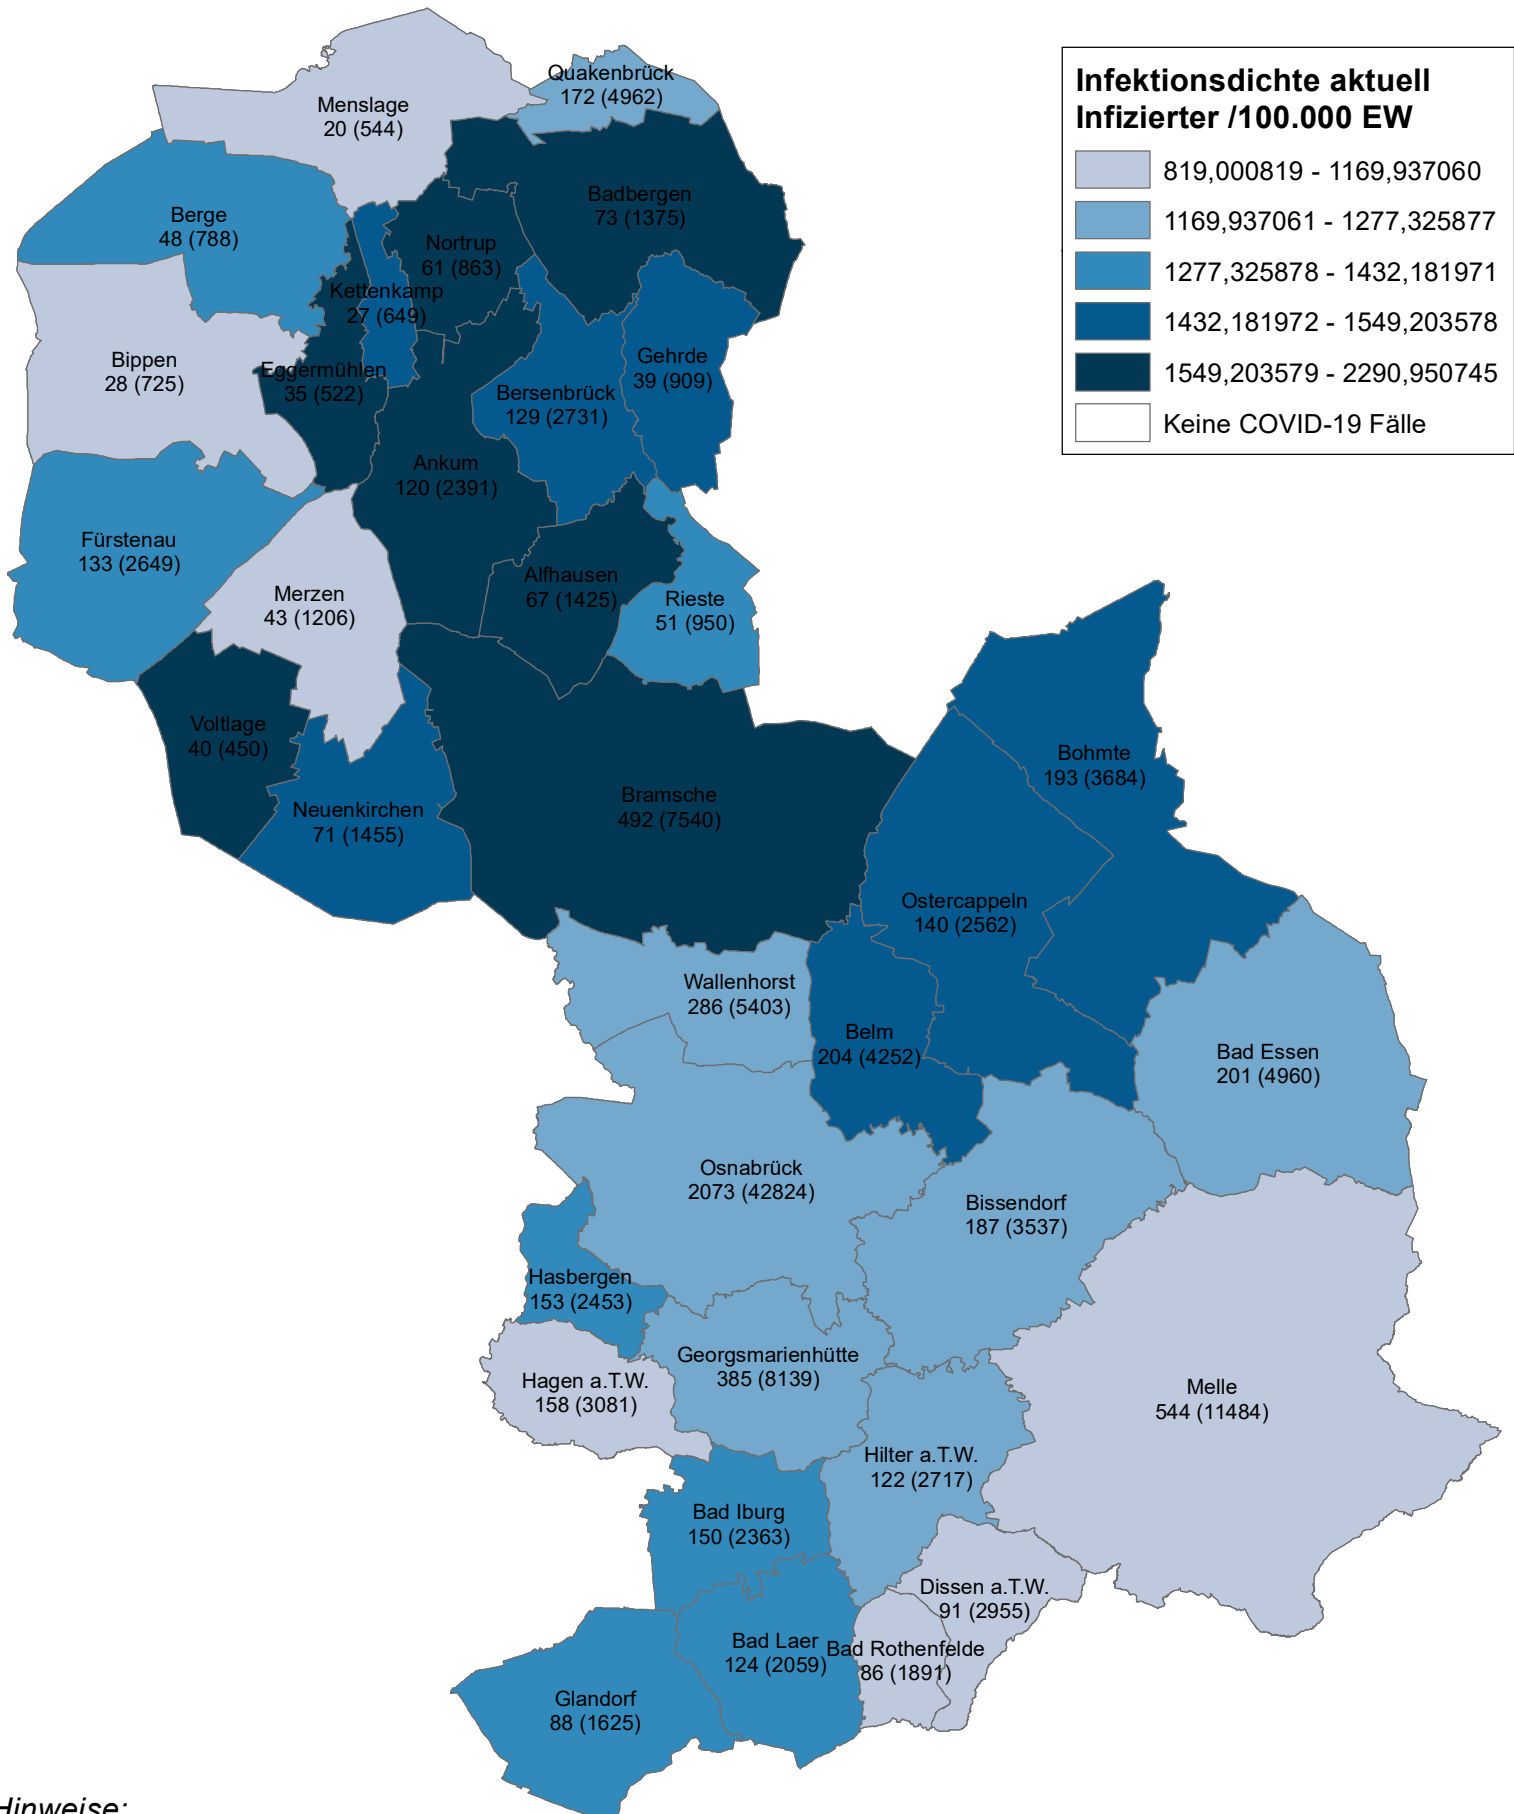 Infektionsdichte aktuell
Infizierter /100.000 EW
819,000819 - 1169,937060
1169,937061 - 1277,325877
1277,325878 - 1432,181971
1432,181972 - 1549,203578
1549,203579 - 2290,950745
Keine COVID-19 Fälle
Quakenbrück
172 (4962)
Menslage
20 (544)
Badbergen
73 (1375)
Berge
48 (788)
Nortrup
61 (863)
Kettenkamp
27 (649)
Gehrde
39 (909)
Bippen
28 (725)
Eggermühlen
35 (522)
Bersenbrück
129 (2731)
Ankum
120 (2391)
Fürstenau
133 (2649)
Alfhausen
67 (1425)
Merzen
43 (1206)
Rieste
51 (950)
Voltlage
40 (450)
Bohmte
193 (3684)
Bramsche
492 (7540)
Neuenkirchen
71 (1455)
Ostercappeln
140 (2562)
Wallenhorst
286 (5403)
Belm
204 (4252)
Bad Essen
201 (4960)
Osnabrück
2073 (42824)
Bissendorf
187 (3537)
Hasbergen
153 (2453)
Georgsmarienhütte
385 (8139)
Hagen a.T.W.
158 (3081)
Melle
544 (11484)
Hilter a.T.W.
122 (2717)
Bad Iburg
150 (2363)
Dissen a.T.W.
91 (2955)
Bad Laer
124 (2059)
Bad Rothenfelde
86 (1891)
Glandorf
88 (1625)
Hinweise: